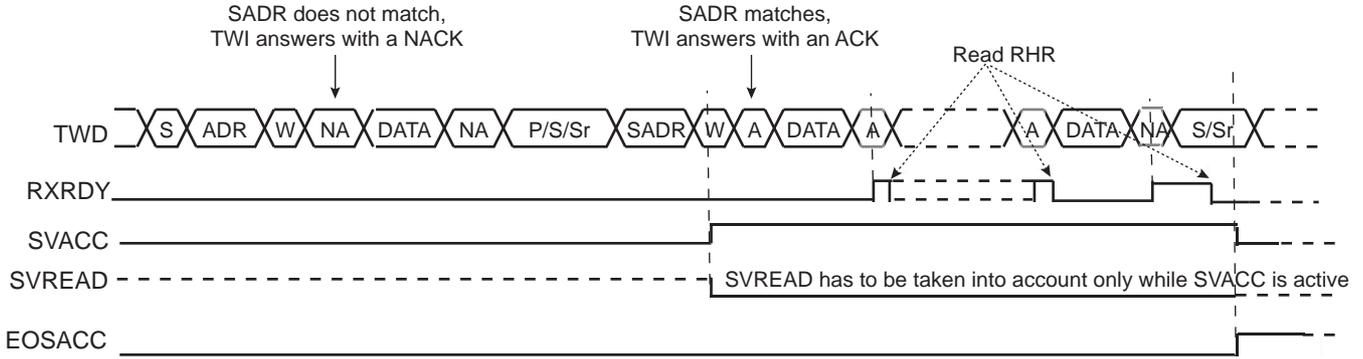 SADR does not match,
TWI answers with a NACK
SADR matches,
TWI answers with an ACK
Read RHR
TWD S ADR W NA DATA NA P/S/Sr SADR W A DATA A A DATA NA S/Sr
RXRDY
SVACC
SVREAD SVREAD has to be taken into account only while SVACC is active
EOSACC